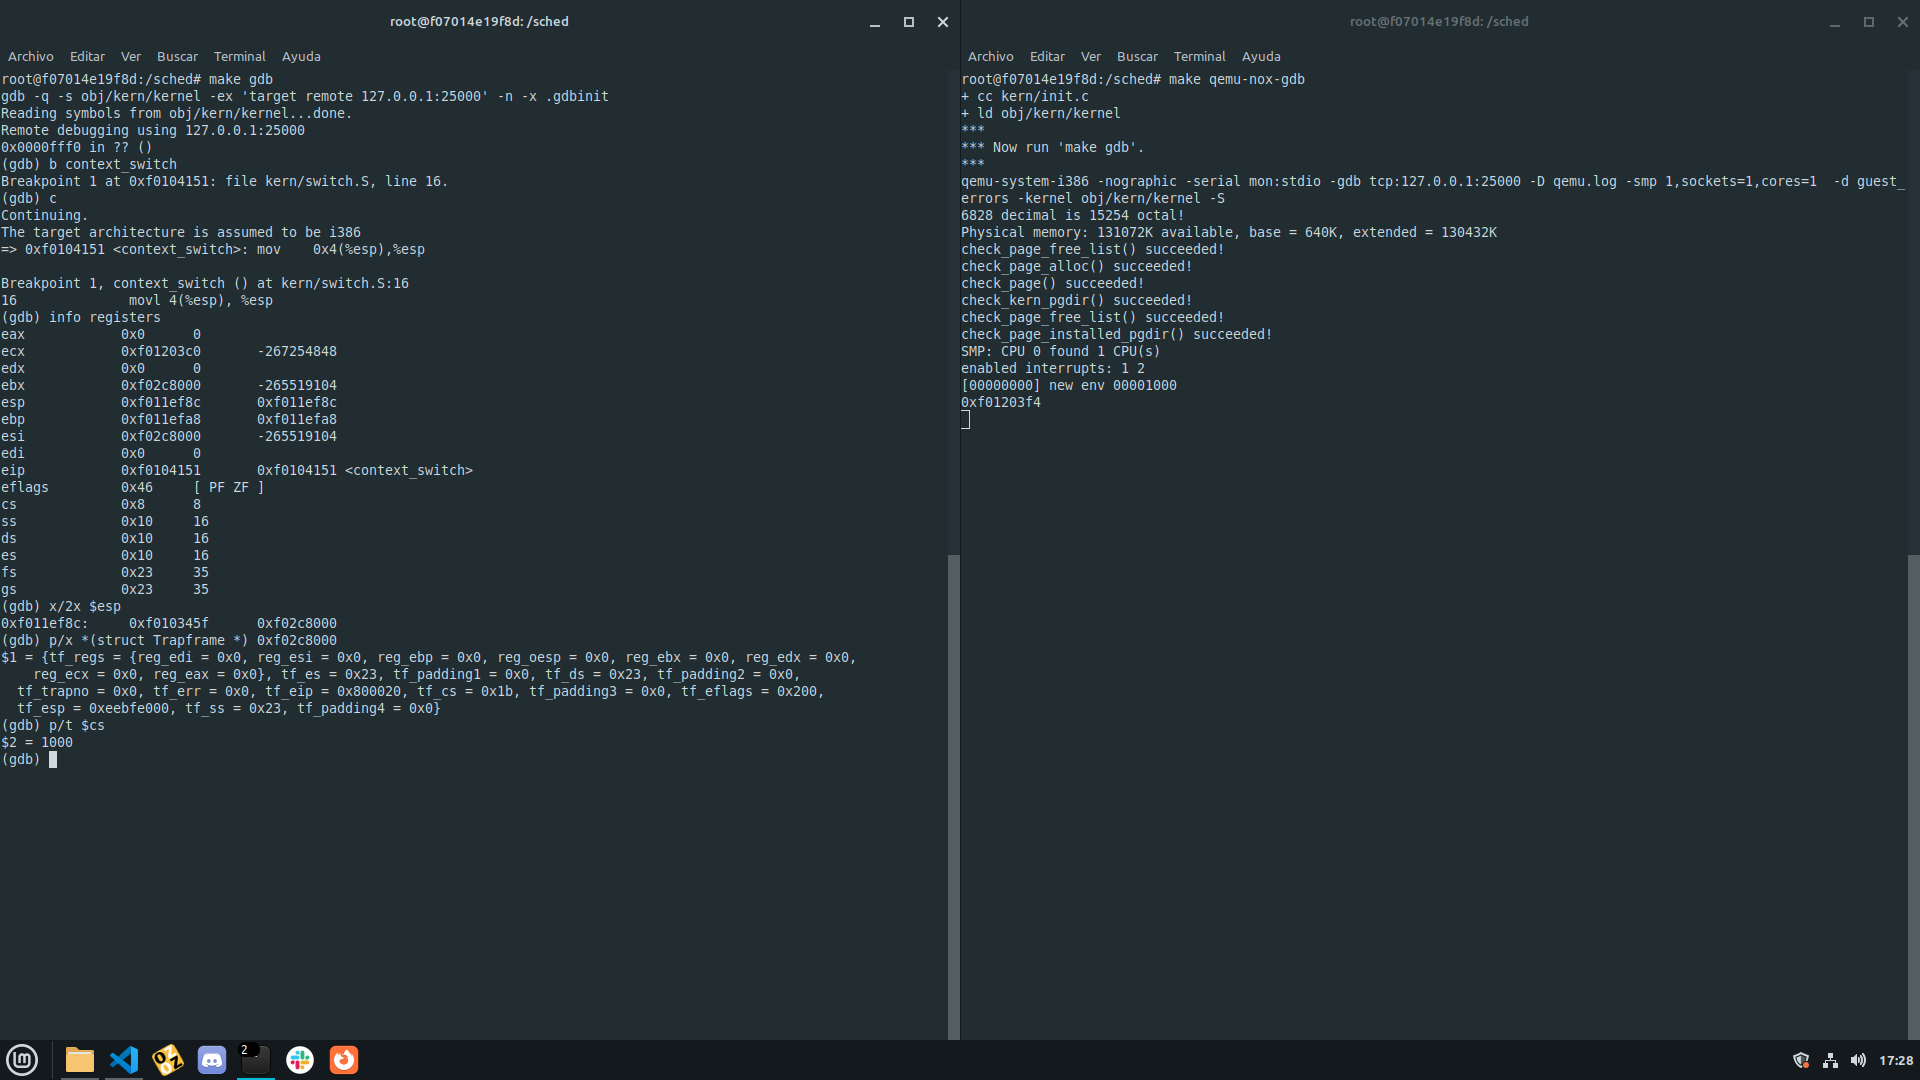 root@f07014e19f8d: /sched
Archivo Editar Ver Buscar Terminal Ayuda
root@f07014e19f8d:/sched# make gdb
gdb -q -s obj/kern/kernel -ex 'target remote 127.0.0.1:25000' -n -x .gdbinit
Reading symbols from obj/kern/kernel...done.
Remote debugging using 127.0.0.1:25000
0x0000fff0 in ?? ()
(gdb) b context_switch
Breakpoint 1 at 0xf0104151: file kern/switch.S, line 16.
(gdb) c
Continuing.
The target architecture is assumed to be i386
=> 0xf0104151 <context_switch>: mov    0x4(%esp),%esp
Breakpoint 1, context_switch () at kern/switch.S:16
16              movl 4(%esp), %esp
(gdb) info registers
eax            0x0      0
ecx            0xf01203c0       -267254848
edx            0x0      0
ebx            0xf02c8000       -265519104
esp            0xf011ef8c       0xf011ef8c
ebp            0xf011efa8       0xf011efa8
esi            0xf02c8000       -265519104
edi            0x0      0
eip            0xf0104151       0xf0104151 <context_switch>
eflags         0x46     [ PF ZF ]
cs             0x8      8
ss             0x10     16
ds             0x10     16
es             0x10     16
fs             0x23     35
gs             0x23     35
(gdb) x/2x $esp
0xf011ef8c:     0xf010345f      0xf02c8000
(gdb) p/x *(struct Trapframe *) 0xf02c8000
$1 = {tf_regs = {reg_edi = 0x0, reg_esi = 0x0, reg_ebp = 0x0, reg_oesp = 0x0, reg_ebx = 0x0, reg_edx = 0x0,
    reg_ecx = 0x0, reg_eax = 0x0}, tf_es = 0x23, tf_padding1 = 0x0, tf_ds = 0x23, tf_padding2 = 0x0,
  tf_trapno = 0x0, tf_err = 0x0, tf_eip = 0x800020, tf_cs = 0x1b, tf_padding3 = 0x0, tf_eflags = 0x200,
  tf_esp = 0xeebfe000, tf_ss = 0x23, tf_padding4 = 0x0}
(gdb) p/t $cs
$2 = 1000
(gdb)
root@f07014e19f8d: /sched
Archivo Editar Ver Buscar Terminal Ayuda
root@f07014e19f8d:/sched# make qemu-nox-gdb
+ cc kern/init.c
+ ld obj/kern/kernel
***
*** Now run 'make gdb'.
***
qemu-system-i386 -nographic -serial mon:stdio -gdb tcp:127.0.0.1:25000 -D qemu.log -smp 1,sockets=1,cores=1  -d guest_
errors -kernel obj/kern/kernel -S
6828 decimal is 15254 octal!
Physical memory: 131072K available, base = 640K, extended = 130432K
check_page_free_list() succeeded!
check_page_alloc() succeeded!
check_page() succeeded!
check_kern_pgdir() succeeded!
check_page_free_list() succeeded!
check_page_installed_pgdir() succeeded!
SMP: CPU 0 found 1 CPU(s)
enabled interrupts: 1 2
[00000000] new env 00001000
0xf01203f4
2
17:28